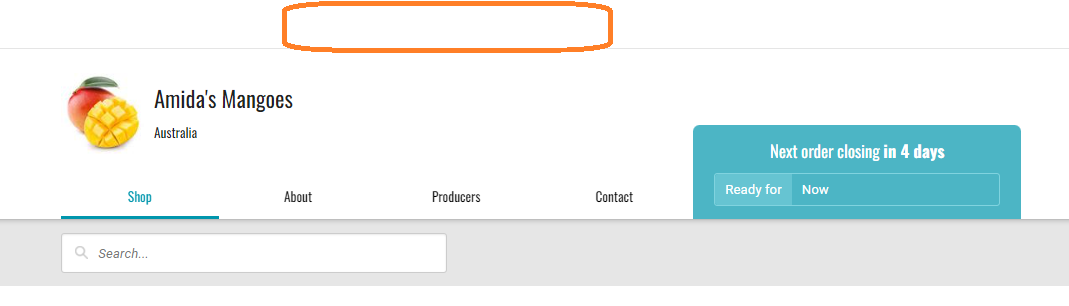 Amida's Mangoes
Australia
Next order closing in 4 days
Ready for Now
Shop About Producers Contact
Search...